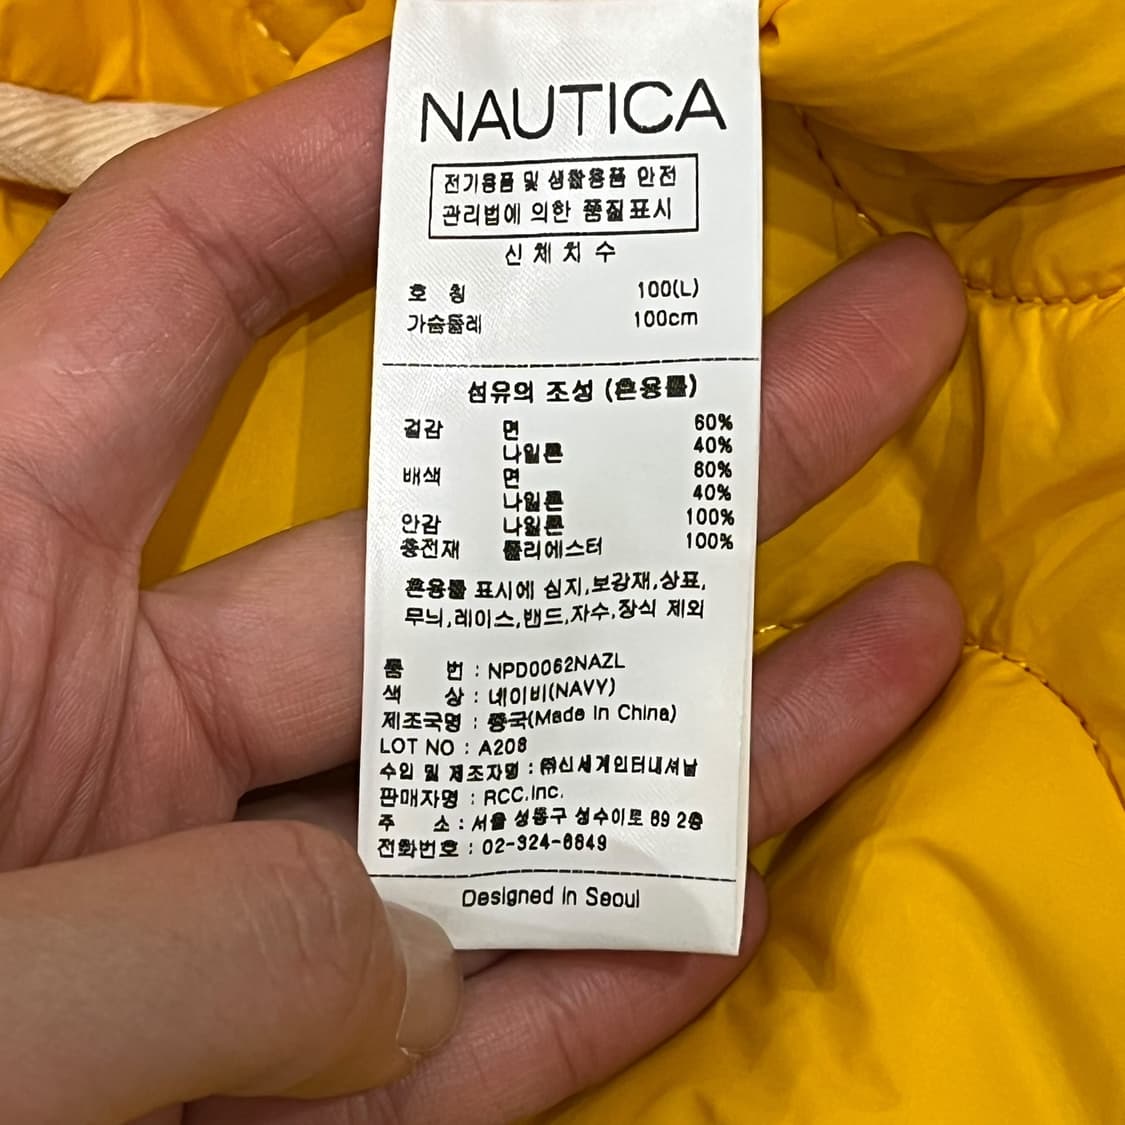 NAUTICA
전기용품 및 생활용품 안전
관리법에 의한 품질표시
신체치수
호 칭 100(L)
가슴둘레 100cm
섬유의 조성 (혼용률)
겉감 면 60%
나일론 40%
배색 면 60%
나일론 40%
안감 나일론 100%
충전재 폴리에스터 100%
혼용률 표시에 심지,보강재,상표,
무늬,레이스,밴드,자수,장식 제외
품 번 : NPD0062NAZL
색 상 : 네이비(NAVY)
제조국명 : 중국(Made in China)
LOT NO : A208
수입 및 제조자명 : ㈜신세계인터내셔날
판매자명 : RCC.Inc.
주 소 : 서울 성동구 성수이로 69 2층
전화번호 : 02-324-6849
Designed in Seoul